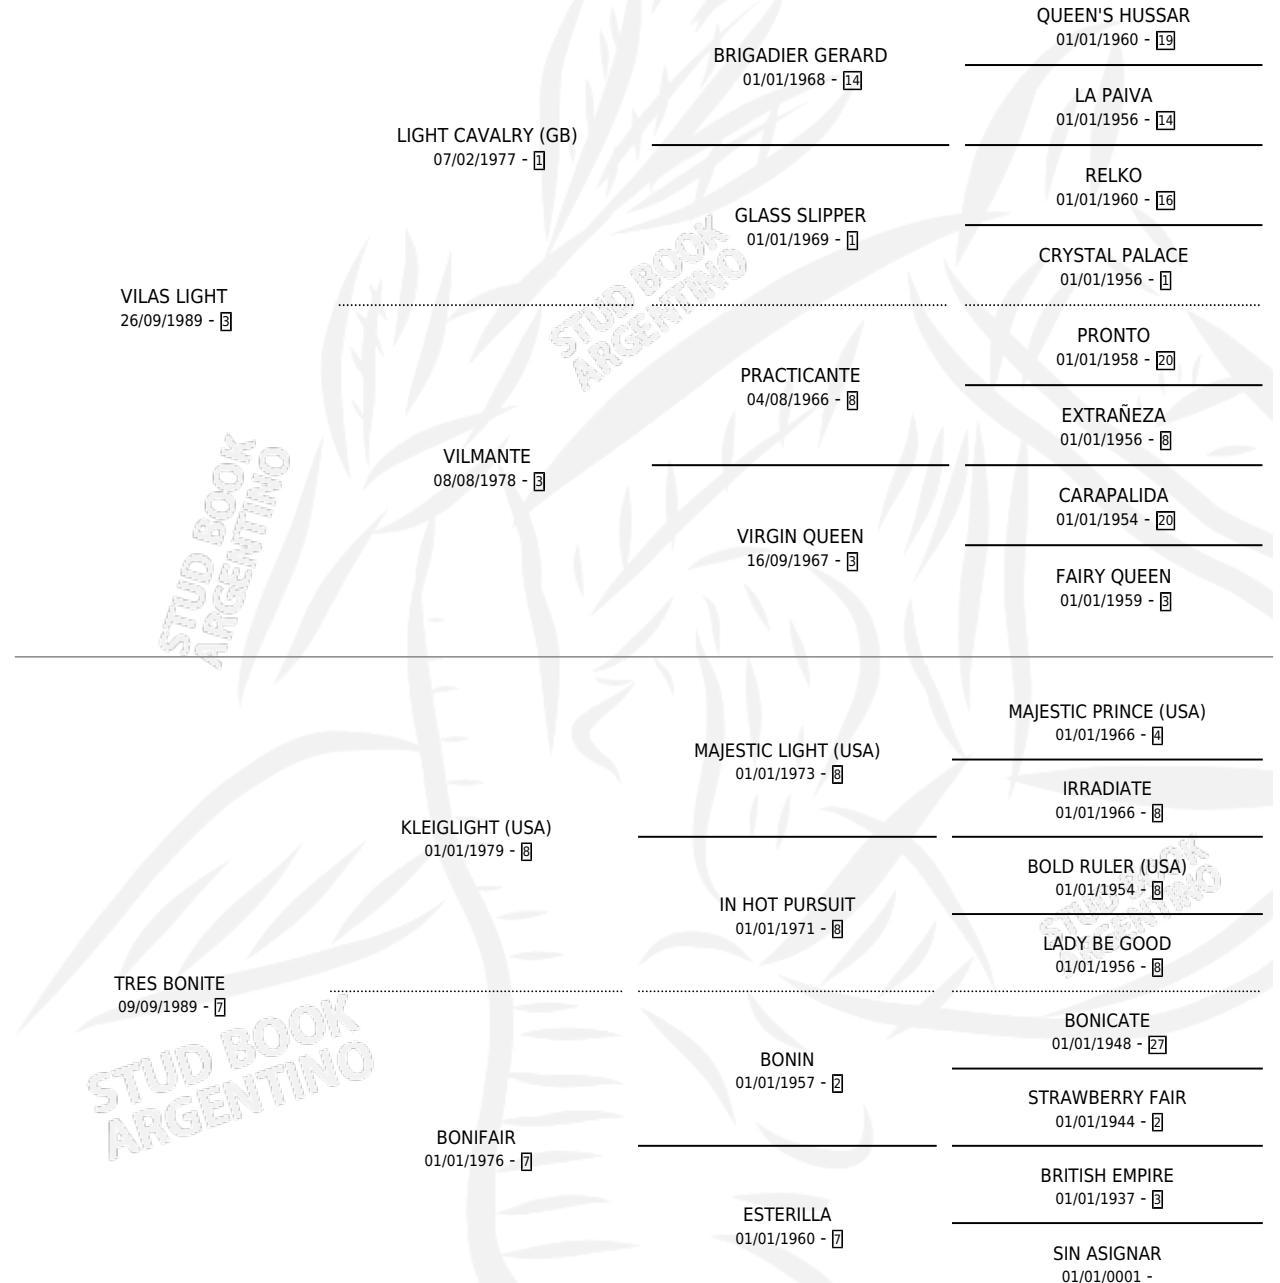 QUEEN'S HUSSAR
01/01/1960 - 19
BRIGADIER GERARD
01/01/1968 - 14
LA PAIVA
01/01/1956 - 14
LIGHT CAVALRY (GB)
07/02/1977 - 1
RELKO
01/01/1960 - 16
GLASS SLIPPER
01/01/1969 - 1
CRYSTAL PALACE
01/01/1956 - 1
VILAS LIGHT
26/09/1989 - 3
STUD BOOK
ARGENTINO
PRONTO
01/01/1958 - 20
PRACTICANTE
04/08/1966 - 8
EXTRAÑEZA
01/01/1956 - 8
VILMANTE
08/08/1978 - 3
CARAPALIDA
01/01/1954 - 20
VIRGIN QUEEN
16/09/1967 - 3
FAIRY QUEEN
01/01/1959 - 3
STUD BOOK
ARGENTINO
MAJESTIC PRINCE (USA)
01/01/1966 - 4
MAJESTIC LIGHT (USA)
01/01/1973 - 8
IRRADIATE
01/01/1966 - 8
KLEIGLIGHT (USA)
01/01/1979 - 8
BOLD RULER (USA)
01/01/1954 - 8
IN HOT PURSUIT
01/01/1971 - 8
STUD BOOK
ARGENTINO
LADY BE GOOD
01/01/1956 - 8
TRES BONITE
09/09/1989 - 7
STUD BOOK
ARGENTINO
BONICATE
01/01/1948 - 27
BONIN
01/01/1957 - 2
STRAWBERRY FAIR
01/01/1944 - 2
BONIFAIR
01/01/1976 - 7
BRITISH EMPIRE
01/01/1937 - 3
ESTERILLA
01/01/1960 - 7
SIN ASIGNAR
01/01/0001 -